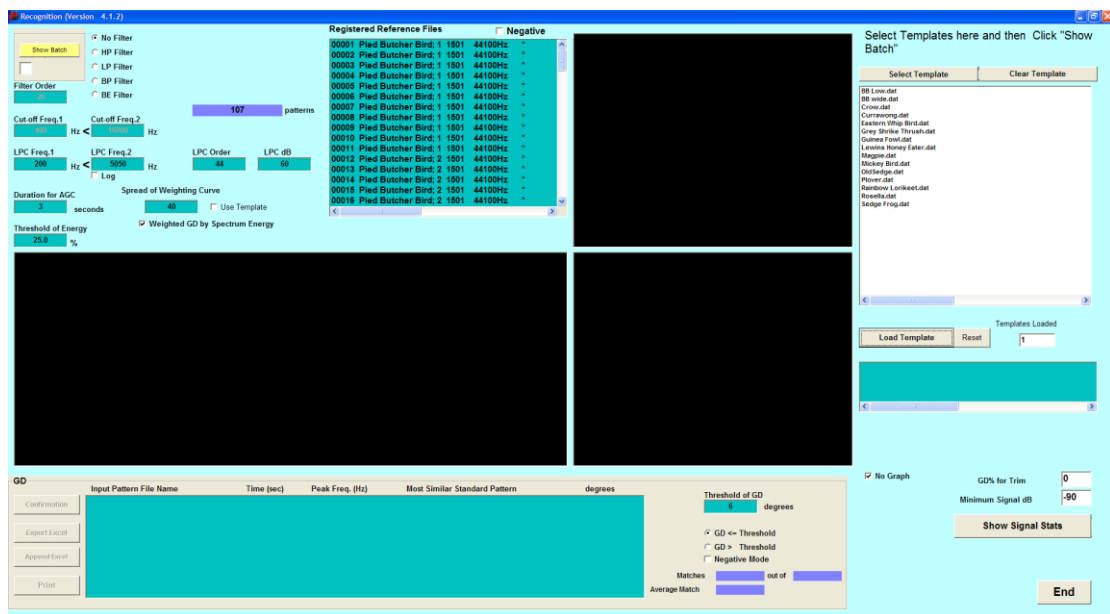 Recognition (Version 4.1.2)
Show Batch
No Filter
HP Filter
LP Filter
BP Filter
BE Filter
Filter Order
20
107 patterns
Cut-off Freq.1
Cut-off Freq.2
400 Hz < 16000 Hz
LPC Freq.1
LPC Freq.2
LPC Order
LPC dB
200 Hz < 5050 Hz
44
60
Log
Duration for AGC
Spread of Weighting Curve
3 seconds
40
Use Template
Weighted GD by Spectrum Energy
Threshold of Energy
25.0 %
Registered Reference Files
Negative
00001 Pied Butcher Bird; 1 1501 44100Hz "
00002 Pied Butcher Bird; 1 1501 44100Hz "
00003 Pied Butcher Bird; 1 1501 44100Hz "
00004 Pied Butcher Bird; 1 1501 44100Hz "
00005 Pied Butcher Bird; 1 1501 44100Hz "
00006 Pied Butcher Bird; 1 1501 44100Hz "
00007 Pied Butcher Bird; 1 1501 44100Hz "
00008 Pied Butcher Bird; 1 1501 44100Hz "
00009 Pied Butcher Bird; 1 1501 44100Hz "
00010 Pied Butcher Bird; 1 1501 44100Hz "
00011 Pied Butcher Bird; 1 1501 44100Hz "
00012 Pied Butcher Bird; 2 1501 44100Hz "
00013 Pied Butcher Bird; 2 1501 44100Hz "
00014 Pied Butcher Bird; 2 1501 44100Hz "
00015 Pied Butcher Bird; 2 1501 44100Hz "
00016 Pied Butcher Bird; 2 1501 44100Hz "
Select Templates here and then Click "Show
Batch"
Select Template
Clear Template
BB Low.dat
BB wide.dat
Crow.dat
Currawong.dat
Eastern Whip Bird.dat
Grey Shrike Thrush.dat
Guinea Fowl.dat
Lewins Honey Eater.dat
Magpie.dat
Mickey Bird.dat
OldSedge.dat
Plover.dat
Rainbow Lorikeet.dat
Rosella.dat
Sedge Frog.dat
Templates Loaded
Load Template
Reset
1
No Graph
GD% for Trim
0
Minimum Signal dB
-90
Show Signal Stats
End
GD
Input Pattern File Name
Time (sec)
Peak Freq. (Hz)
Most Similar Standard Pattern
degrees
Confirmation
Export Excel
Append Excel
Print
Threshold of GD
6 degrees
GD <= Threshold
GD > Threshold
Negative Mode
Matches
out of
Average Match